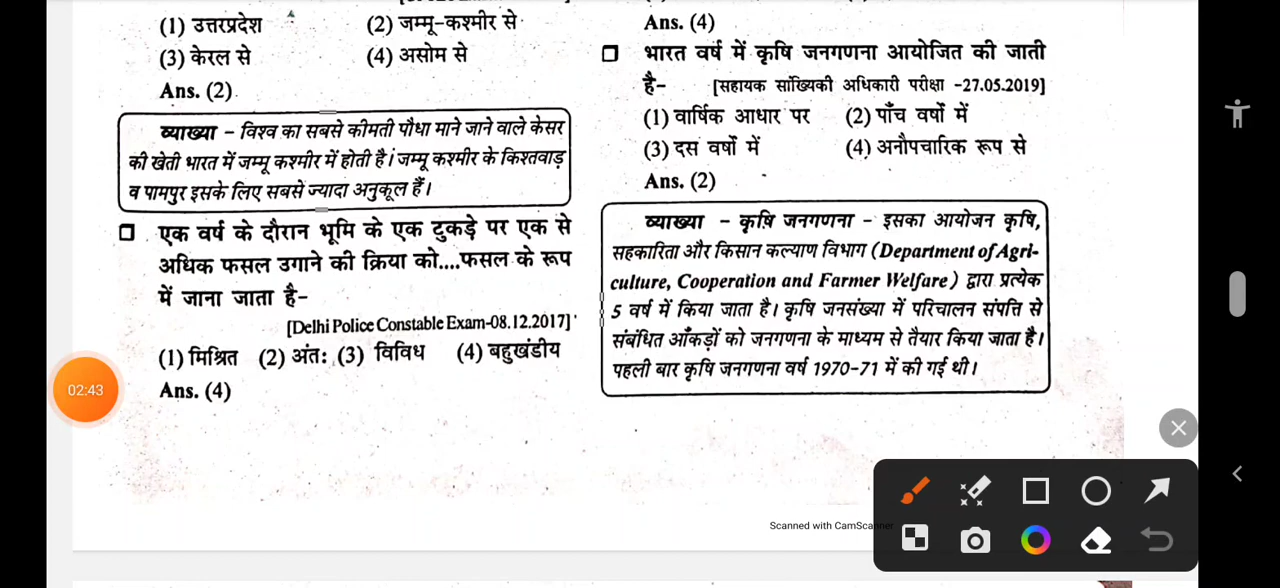 (1) उत्तरप्रदेश (2) जम्मू-कश्मीर से
(3) केरल से (4) असोम से
Ans. (2)
व्याख्या – विश्व का सबसे कीमती पौधा माने जाने वाले केसर
की खेती भारत में जम्मू कश्मीर में होती है। जम्मू कश्मीर के किश्तवाड़
व पामपुर इसके लिए सबसे ज्यादा अनुकूल हैं।
एक वर्ष के दौरान भूमि के एक टुकड़े पर एक से
अधिक फसल उगाने की क्रिया को....फसल के रूप
में जाना जाता है–
[Delhi Police Constable Exam-08.12.2017]
(1) मिश्रित (2) अंतः (3) विविध (4) बहुखंडीय
Ans. (4)
Ans. (4)
भारत वर्ष में कृषि जनगणना आयोजित की जाती
है– [सहायक सांख्यिकी अधिकारी परीक्षा -27.05.2019]
(1) वार्षिक आधार पर (2) पाँच वर्षों में
(3) दस वर्षों में (4) अनौपचारिक रूप से
Ans. (2)
व्याख्या – कृषि जनगणना – इसका आयोजन कृषि,
सहकारिता और किसान कल्याण विभाग (Department of Agri-
culture, Cooperation and Farmer Welfare) द्वारा प्रत्येक
5 वर्ष में किया जाता है। कृषि जनसंख्या में परिचालन संपत्ति से
संबंधित आँकड़ों को जनगणना के माध्यम से तैयार किया जाता है।
पहली बार कृषि जनगणना वर्ष 1970-71 में की गई थी।
02:43
Scanned with CamScanner